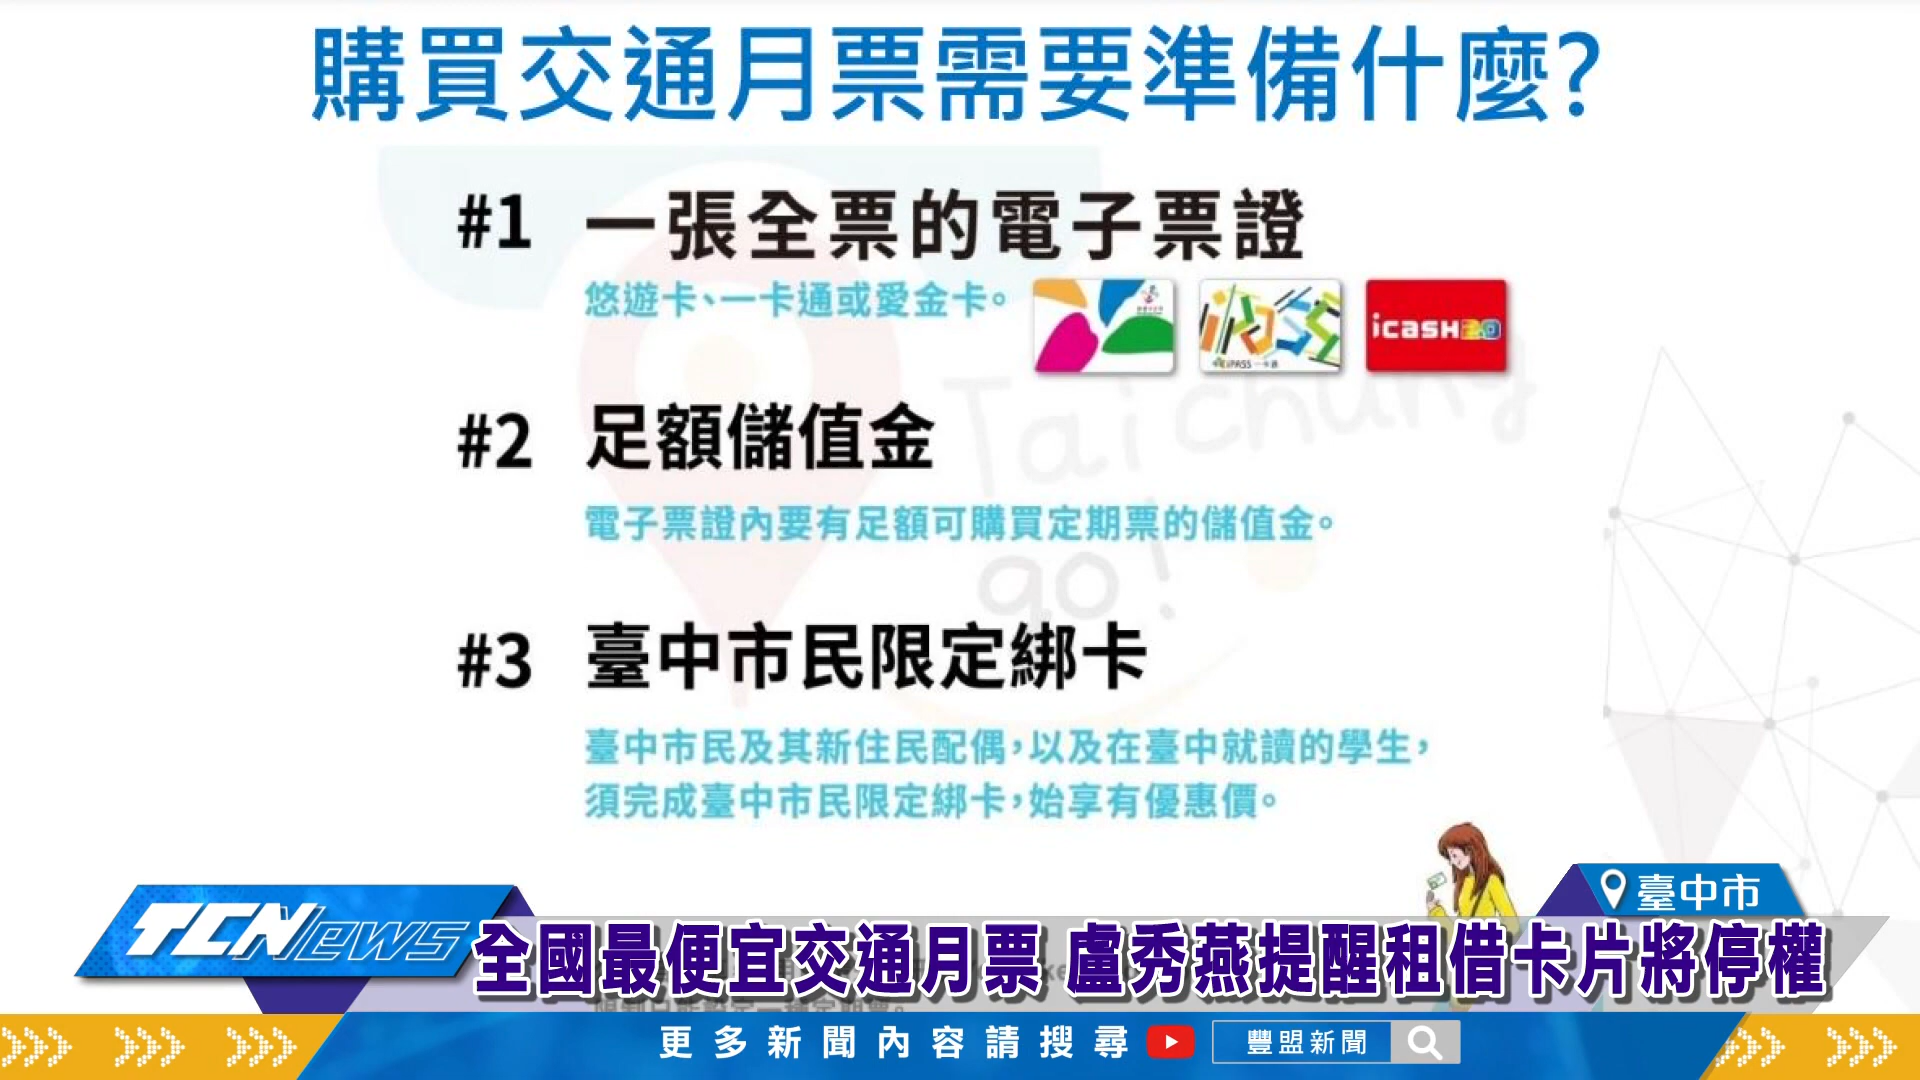 購買交通月票需要準備什麼?
#1 一張全票的電子票證
悠遊卡、一卡通或愛金卡。
ipass
iPASS 一卡通
icash2.0
#2 足額儲值金
電子票證內要有足額可購買定期票的儲值金。
Taichung
go!
#3 臺中市民限定綁卡
臺中市民及其新住民配偶,以及在臺中就讀的學生,
須完成臺中市民限定綁卡,始享有優惠價。
臺中市
TCNews
全國最便宜交通月票 盧秀燕提醒租借卡片將停權
更多新聞內容請搜尋
豐盟新聞